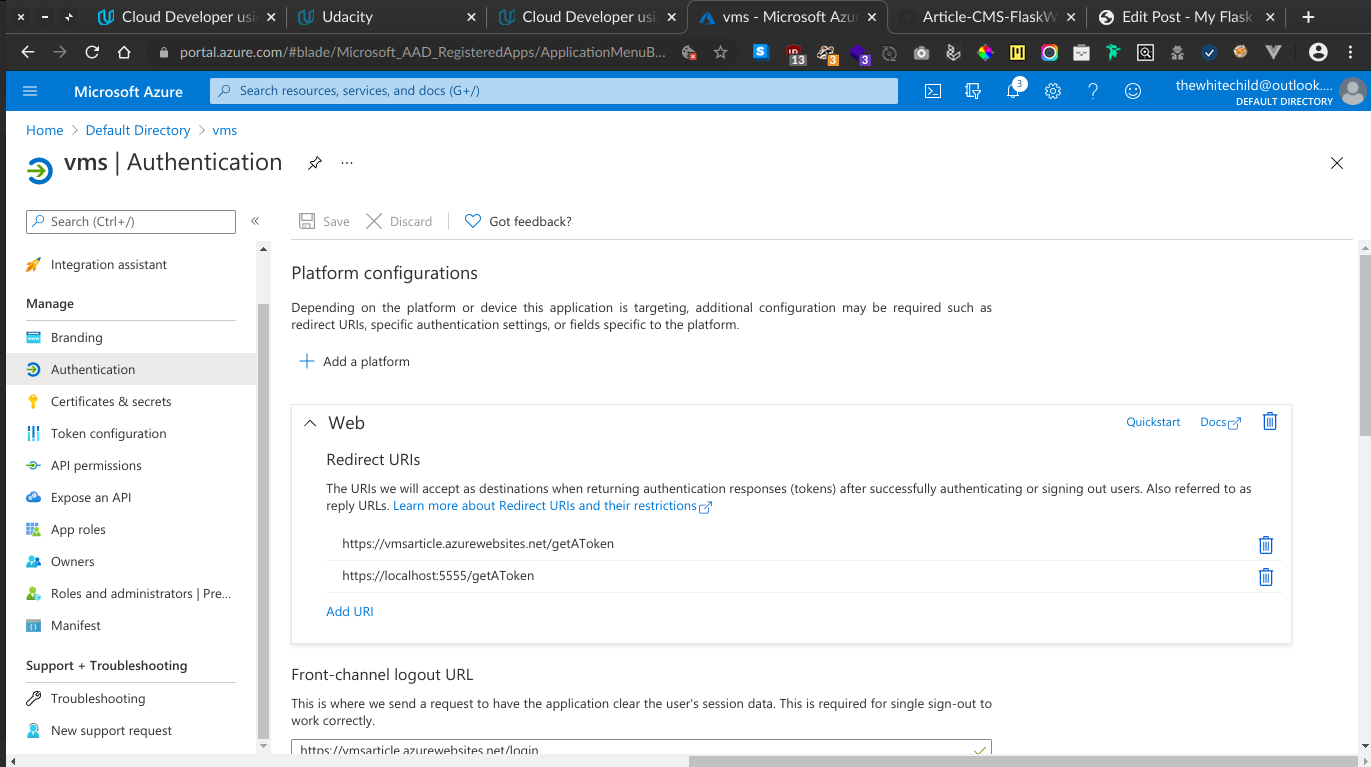 Cloud Developer usi
Udacity
Cloud Developer usi
vms - Microsoft Azu
Article-CMS-FlaskW
Edit Post - My Flask
portal.azure.com/#blade/Microsoft_AAD_RegisteredApps/ApplicationMenuB...
13
3
3
Microsoft Azure
Search resources, services, and docs (G+/)
3
thewhitechild@outlook....
DEFAULT DIRECTORY
Home > Default Directory > vms
vms | Authentication
Search (Ctrl+/)
Save
Discard
Got feedback?
Integration assistant
Manage
Branding
Authentication
Certificates & secrets
Token configuration
API permissions
Expose an API
App roles
Owners
Roles and administrators | Pre...
Manifest
Support + Troubleshooting
Troubleshooting
New support request
Platform configurations
Depending on the platform or device this application is targeting, additional configuration may be required such as
redirect URIs, specific authentication settings, or fields specific to the platform.
Add a platform
Web
Quickstart
Docs
Redirect URIs
The URIs we will accept as destinations when returning authentication responses (tokens) after successfully authenticating or signing out users. Also referred to as
reply URLs. Learn more about Redirect URIs and their restrictions
https://vmsarticle.azurewebsites.net/getAToken
https://localhost:5555/getAToken
Add URI
Front-channel logout URL
This is where we send a request to have the application clear the user's session data. This is required for single sign-out to
work correctly.
https://vmsarticle.azurewebsites.net/login